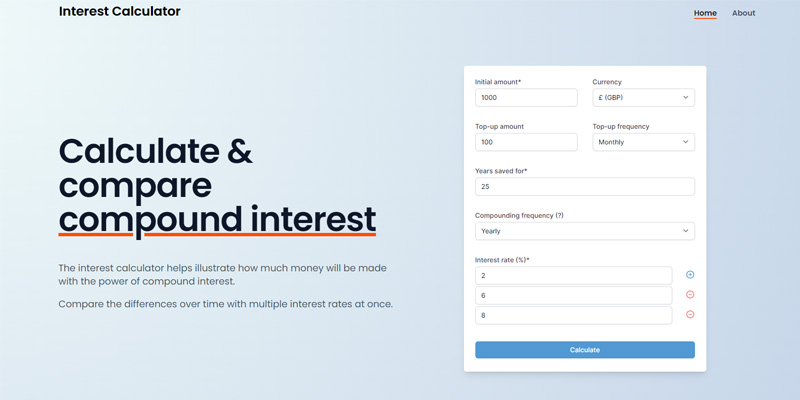 Interest Calculator
Home About
Calculate &
compare
compound interest
The interest calculator helps illustrate how much money will be made
with the power of compound interest.
Compare the differences over time with multiple interest rates at once.
Initial amount* Currency
1000 £ (GBP)
Top-up amount Top-up frequency
100 Monthly
Years saved for*
25
Compounding frequency (?)
Yearly
Interest rate (%)*
2
6
8
Calculate